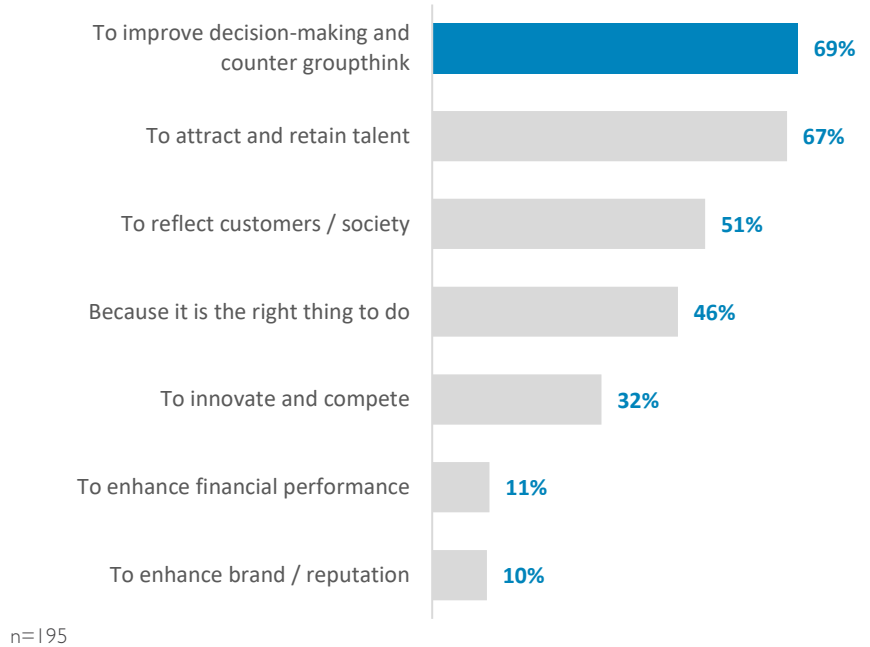 To improve decision-making and
counter groupthink
69%
To attract and retain talent
67%
To reflect customers / society
51%
Because it is the right thing to do
46%
To innovate and compete
32%
To enhance financial performance
11%
To enhance brand / reputation
10%
n=195